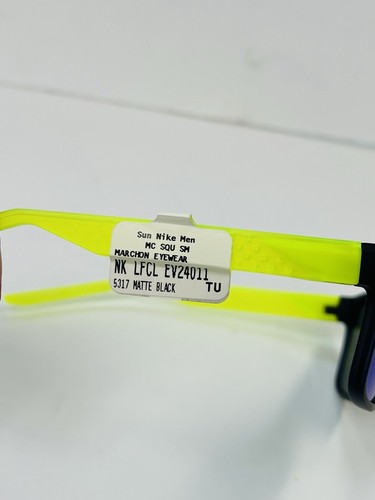 Sun Nike Men
MC SQU SM
MARCHON EYEWEAR
NK LFCL EV24011
5317 MATTE BLACK TU